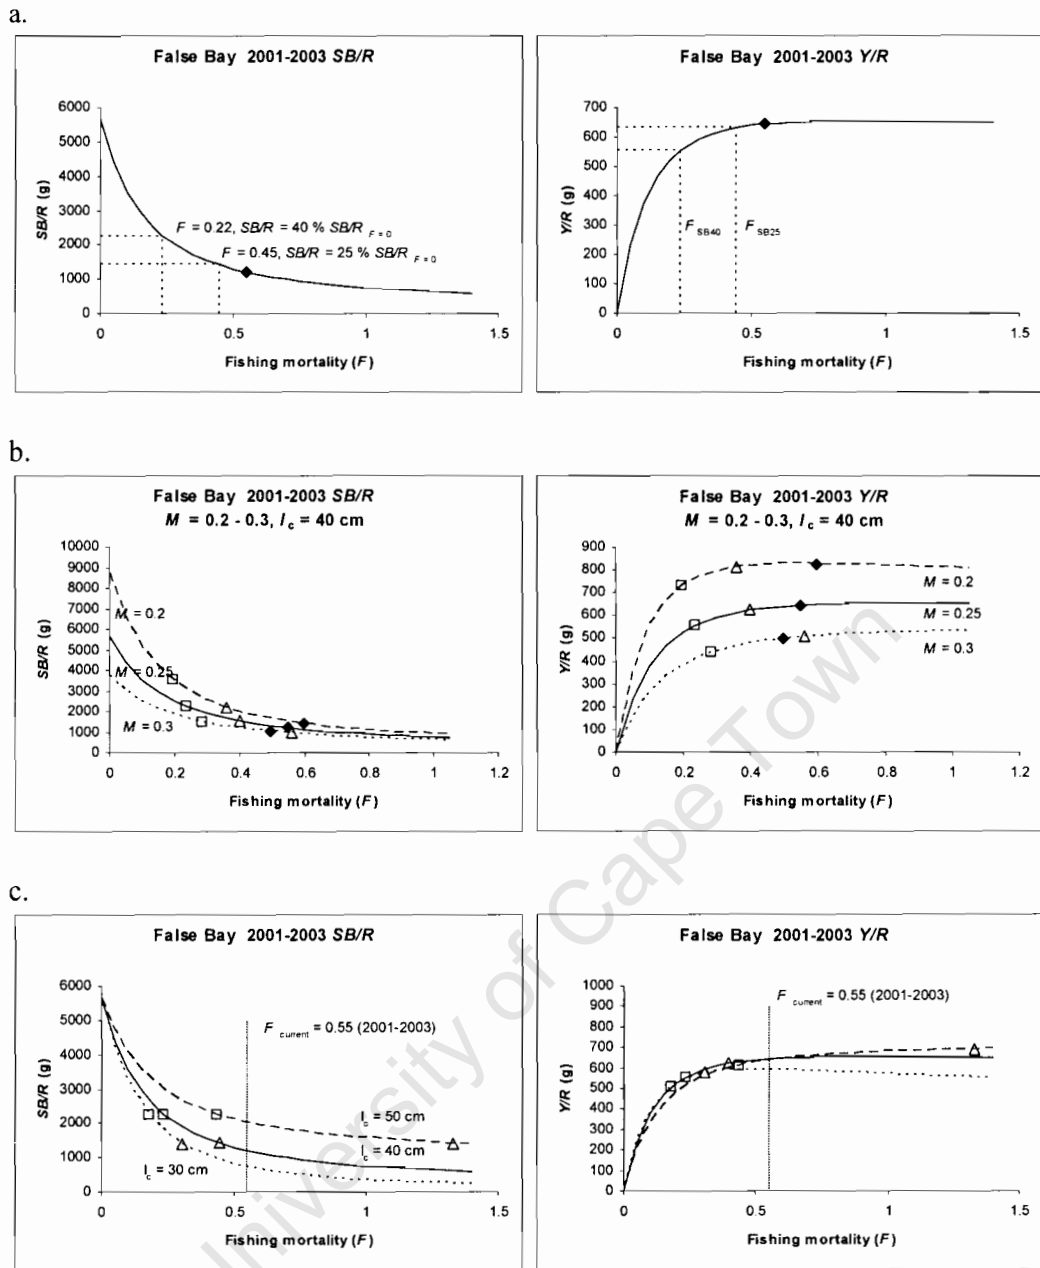 a.
False Bay 2001-2003 SB/R
6000
5000
4000
3000
2000
1000
0
SB/R (g)
F = 0.22, SB/R = 40 % SB/R F = 0
F = 0.45, SB/R = 25 % SB/R F = 0
0 0.5 1 1.5
Fishing mortality (F)
False Bay 2001-2003 Y/R
700
600
500
400
300
200
100
0
Y/R (g)
F SB40 F SB25
0 0.5 1 1.5
Fishing mortality (F)
b.
False Bay 2001-2003 SB/R
M = 0.2 - 0.3, l c = 40 cm
10000
9000
8000
7000
6000
5000
4000
3000
2000
1000
0
SB/R (g)
M = 0.2
M = 0.25
M = 0.3
0 0.2 0.4 0.6 0.8 1 1.2
Fishing mortality (F)
False Bay 2001-2003 Y/R
M = 0.2 - 0.3, l c = 40 cm
900
800
700
600
500
400
300
200
100
0
Y/R (g)
M = 0.2
M = 0.25
M = 0.3
0 0.2 0.4 0.6 0.8 1 1.2
Fishing mortality (F)
c.
False Bay 2001-2003 SB/R
6000
5000
4000
3000
2000
1000
0
SB/R (g)
F current = 0.55 (2001-2003)
l c = 50 cm
l c = 40 cm
l c = 30 cm
0 0.5 1 1.5
Fishing mortality (F)
False Bay 2001-2003 Y/R
1000
900
800
700
600
500
400
300
200
100
0
Y/R (g)
F current = 0.55 (2001-2003)
0 0.5 1 1.5
Fishing mortality (F)
University of Cape Town